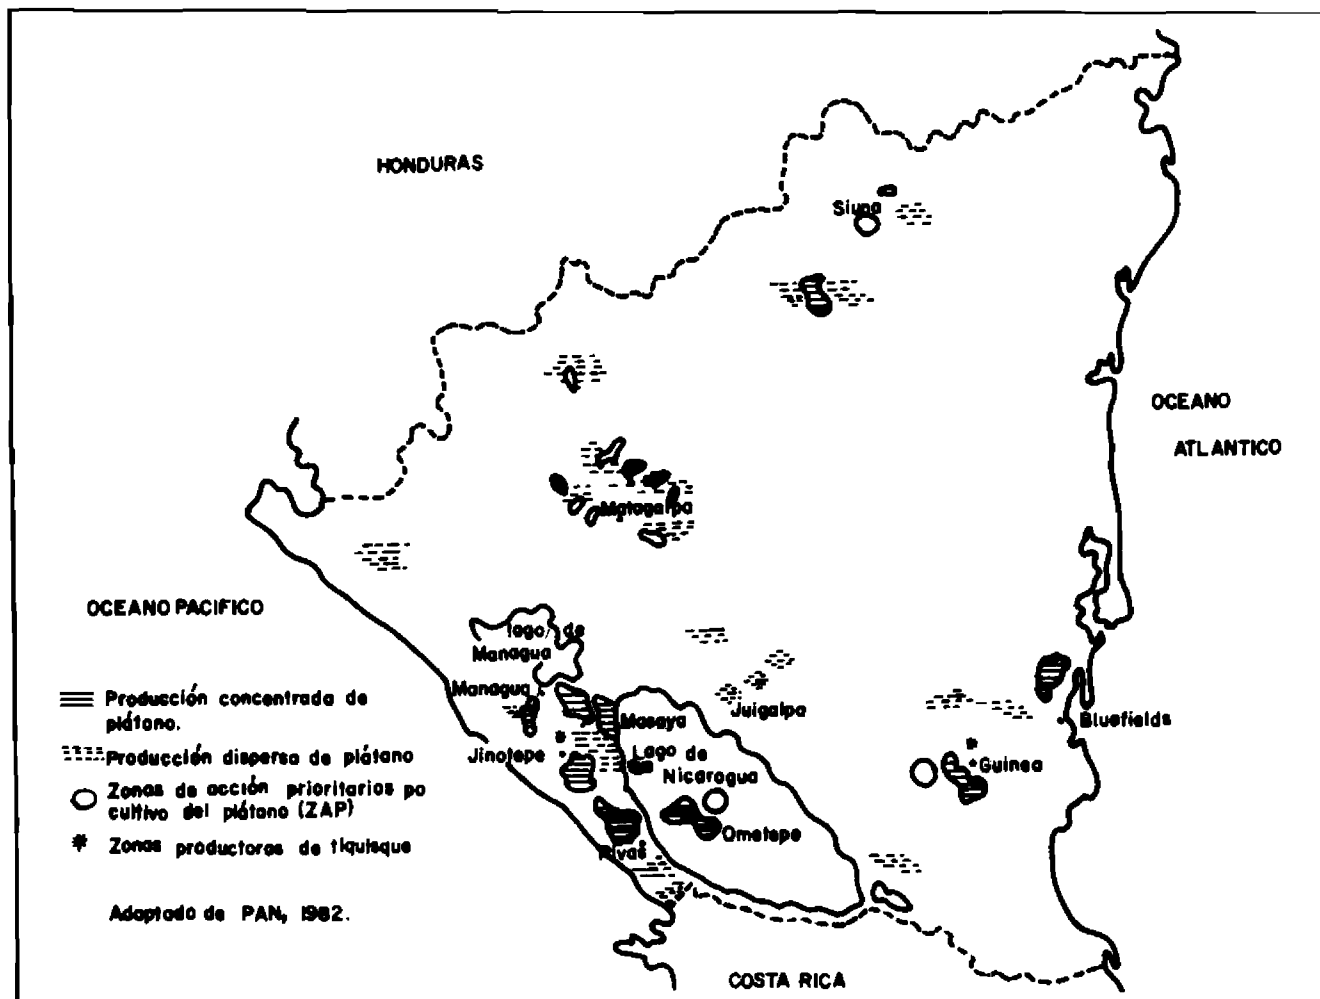 HONDURAS
Siuna
OCEANO
ATLANTICO
Matagalpa
OCEANO PACIFICO
lago de
Managua
Managua
Masaya
Juigalpa
Bluefields
Jinotepe
Lago de
Nicaragua
Guinea
Ometepe
Rivas
Producción concentrada de
plátano.
Producción dispersa de plátano
Zonas de acción prioritarios pa
cultivo del plátano (ZAP)
* Zonas productoras de tiquisque
Adaptado de PAN, 1982.
COSTA RICA